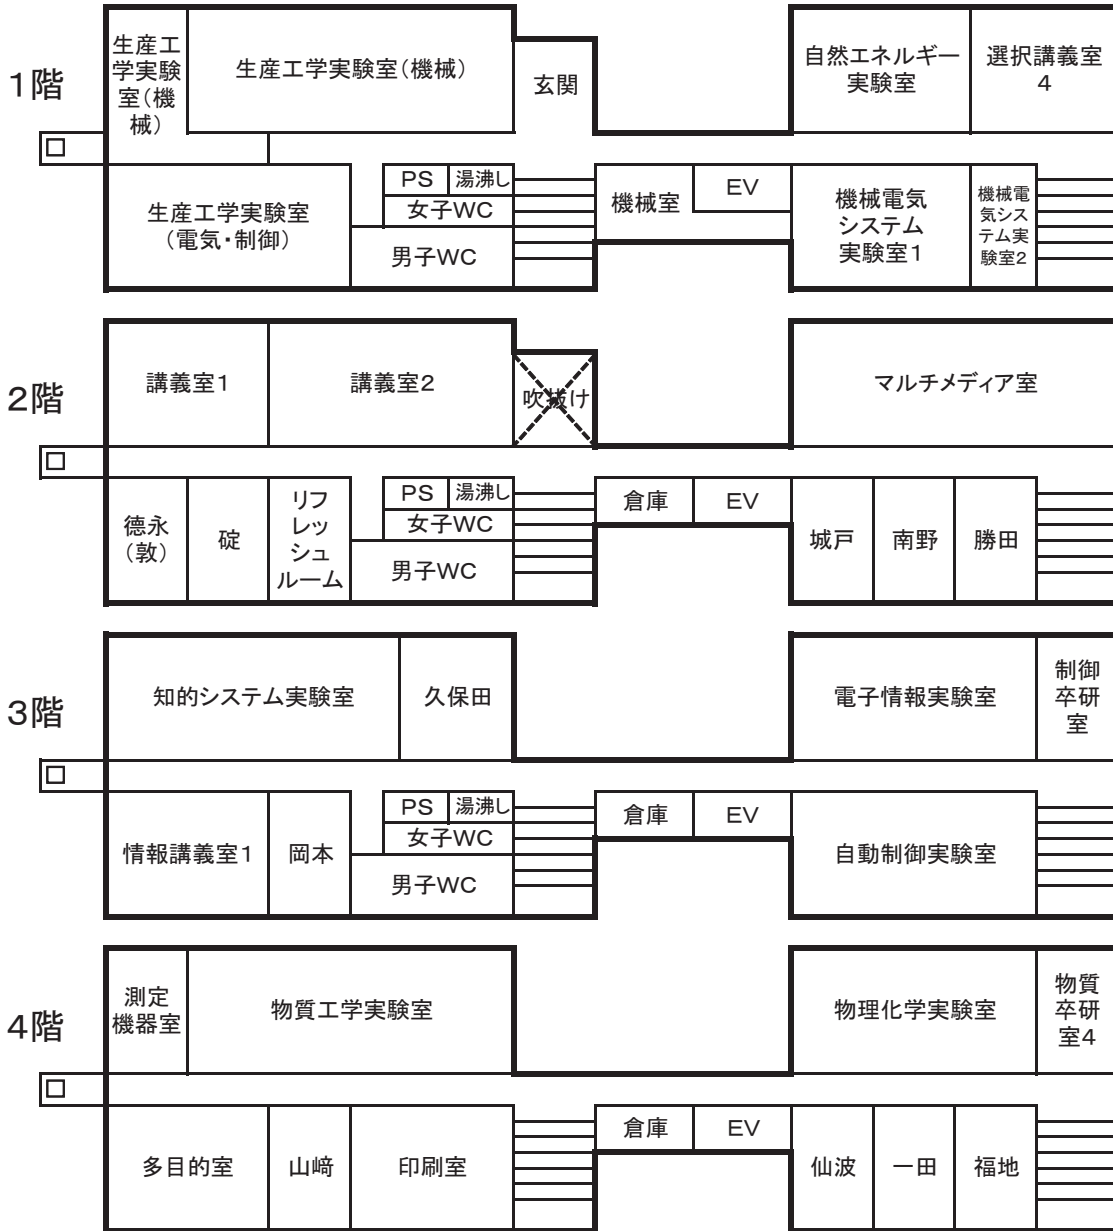 1階
生産工
学実験
室(機
械)
生産工学実験室(機械)
玄関
自然エネルギー
実験室
選択講義室
4
生産工学実験室
(電気・制御)
PS
湯沸し
女子WC
男子WC
機械室
EV
機械電気
システム
実験室1
機械電
気シス
テム実
験室2
2階
講義室1
講義室2
吹抜け
マルチメディア室
德永
(敦)
碇
リフ
レッ
シュ
ルーム
PS
湯沸し
女子WC
男子WC
倉庫
EV
城戸
南野
勝田
3階
知的システム実験室
久保田
電子情報実験室
制御
卒研
室
情報講義室1
岡本
PS
湯沸し
女子WC
男子WC
倉庫
EV
自動制御実験室
4階
測定
機器室
物質工学実験室
物理化学実験室
物質
卒研
室4
多目的室
山﨑
印刷室
倉庫
EV
仙波
一田
福地